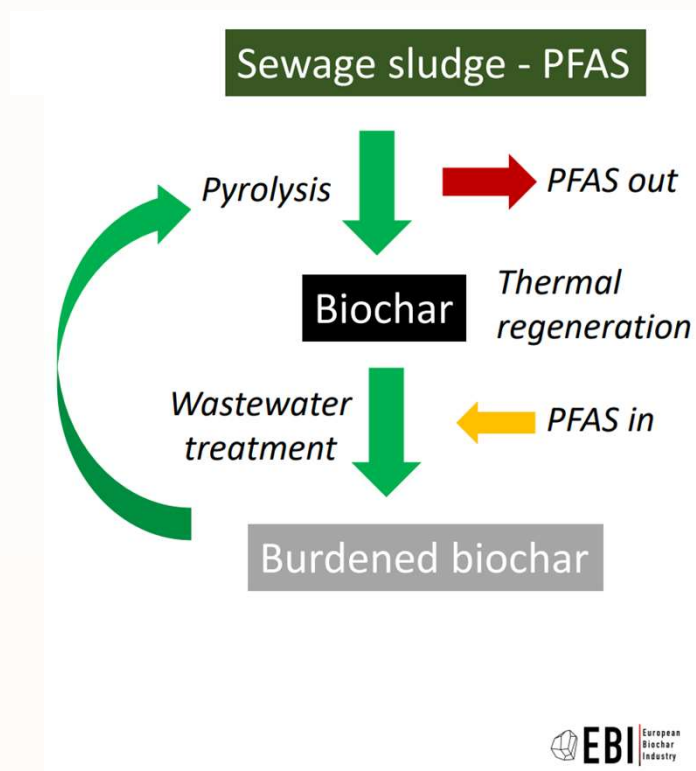 Sewage sludge - PFAS
Pyrolysis
PFAS out
Biochar
Thermal
regeneration
Wastewater
treatment
PFAS in
Burdened biochar
EBI
European
Biochar
Industry